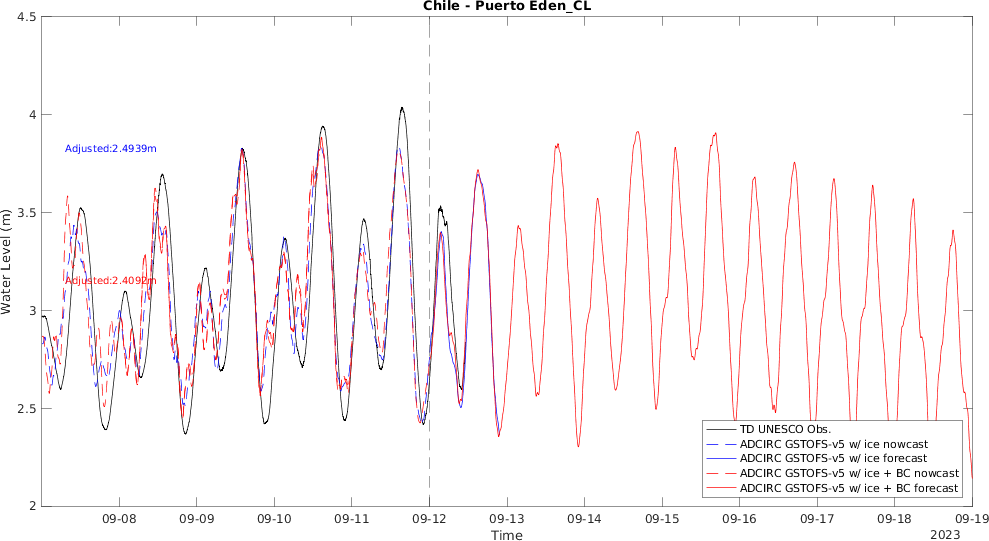 Chile - Puerto Eden_CL
4.5
4
3.5
3
2.5
2
Water Level (m)
Adjusted:2.4939m
Adjusted:2.4092m
TD UNESCO Obs.
ADCIRC GSTOFS-v5 w/ ice nowcast
ADCIRC GSTOFS-v5 w/ ice forecast
ADCIRC GSTOFS-v5 w/ ice + BC nowcast
ADCIRC GSTOFS-v5 w/ ice + BC forecast
09-08 09-09 09-10 09-11 09-12 09-13 09-14 09-15 09-16 09-17 09-18 09-19
Time
2023